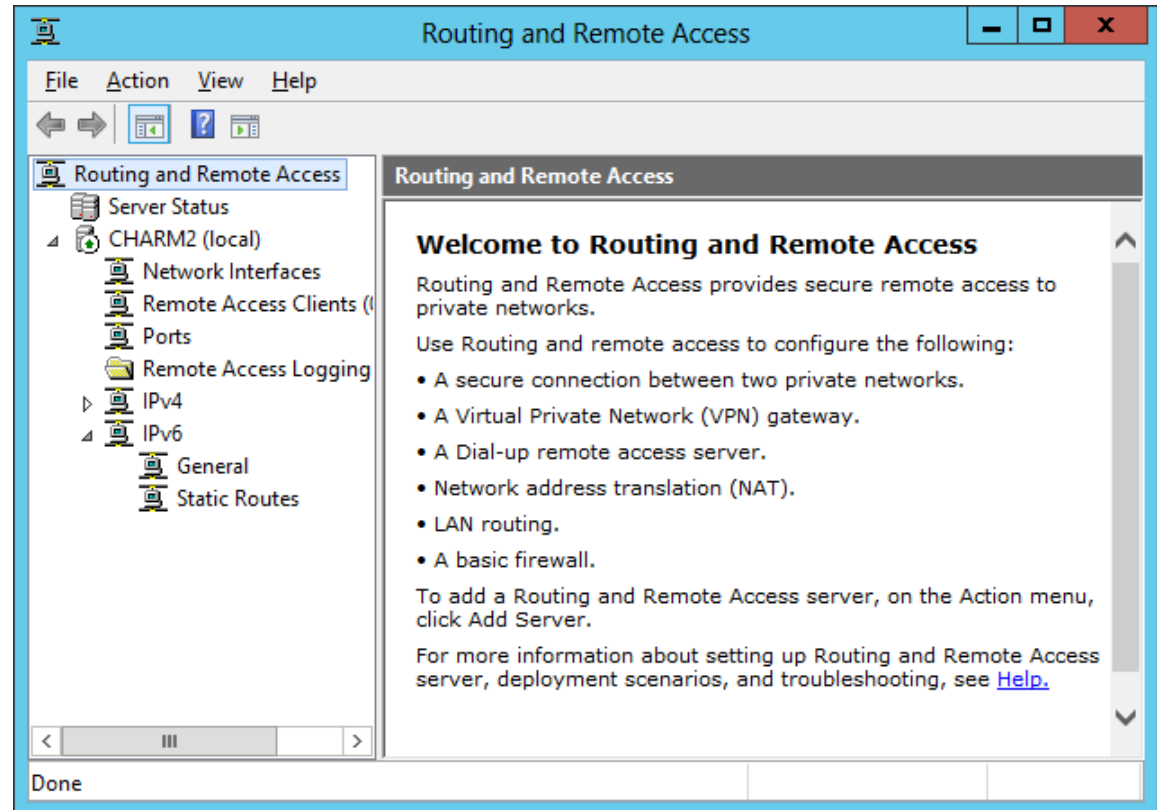 Routing and Remote Access
File Action View Help
Routing and Remote Access
Server Status
CHARM2 (local)
Network Interfaces
Remote Access Clients (
Ports
Remote Access Logging
IPv4
IPv6
General
Static Routes
Routing and Remote Access
Welcome to Routing and Remote Access
Routing and Remote Access provides secure remote access to
private networks.
Use Routing and remote access to configure the following:
• A secure connection between two private networks.
• A Virtual Private Network (VPN) gateway.
• A Dial-up remote access server.
• Network address translation (NAT).
• LAN routing.
• A basic firewall.
To add a Routing and Remote Access server, on the Action menu,
click Add Server.
For more information about setting up Routing and Remote Access
server, deployment scenarios, and troubleshooting, see Help.
Done